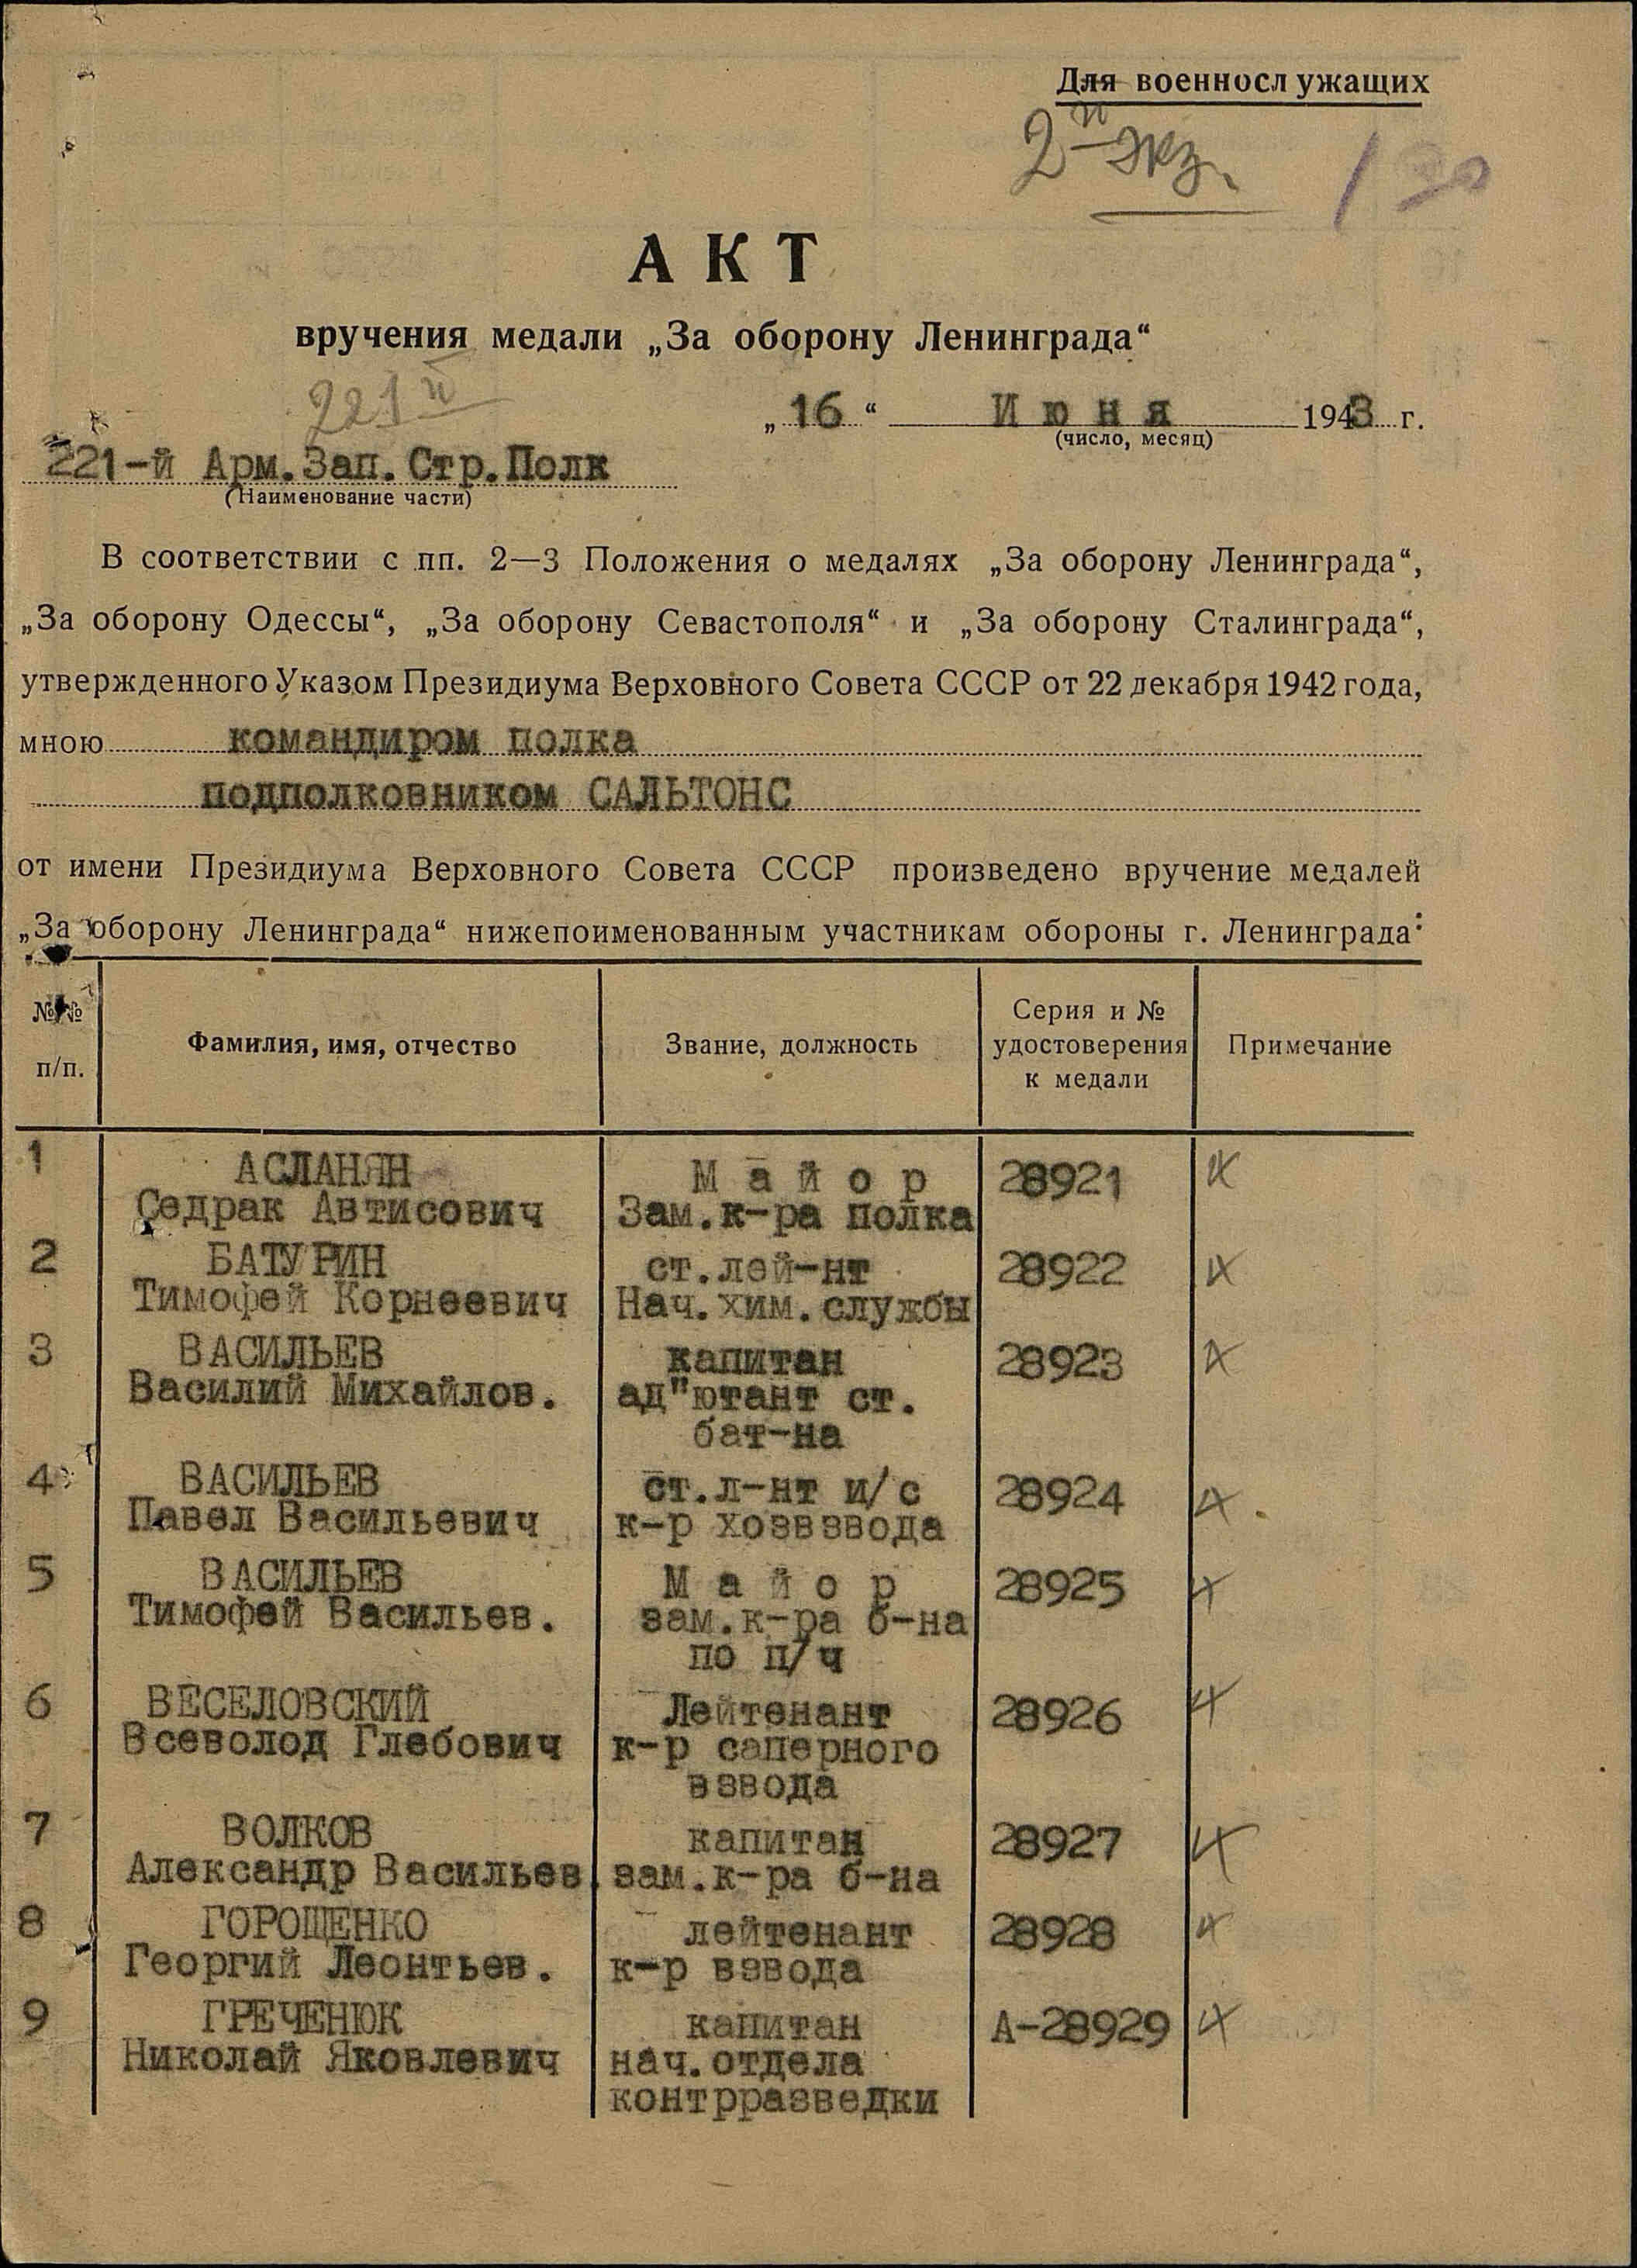 Для военнослужащих
2й экз.
АКТ
вручения медали „За оборону Ленинграда“
221й
„16“ Июня 1943 г.
(число, месяц)
221-й Арм.Зап.Стр.Полк
(Наименование части)
В соответствии с пп. 2—3 Положения о медалях „За оборону Ленинграда“,
„За оборону Одессы“, „За оборону Севастополя“ и „За оборону Сталинграда“,
утвержденного Указом Президиума Верховного Совета СССР от 22 декабря 1942 года,
мною командиром полка
подполковником САЛЬТОНС
от имени Президиума Верховного Совета СССР произведено вручение медалей
„За оборону Ленинграда“ нижепоименованным участникам обороны г. Ленинграда:
№№ п/п. Фамилия, имя, отчество Звание, должность Серия и № удостоверения к медали Примечание
1 АСЛАНЯН Майор 28921
Седрак Автисович Зам.к-ра полка
2 БАТУРИН ст.лей-нт 28922
Тимофей Корнеевич Нач.хим.службы
3 ВАСИЛЬЕВ капитан 28923
Василий Михайлов. ад"ютант ст.
бат-на
4 ВАСИЛЬЕВ ст.л-нт и/с 28924
Павел Васильевич к-р хозвзвода
5 ВАСИЛЬЕВ Майор 28925
Тимофей Васильев. зам.к-ра б-на
по п/ч
6 ВЕСЕЛОВСКИЙ Лейтенант 28926
Всеволод Глебович к-р саперного
взвода
7 ВОЛКОВ капитан 28927
Александр Васильев. зам.к-ра б-на
8 ГОРОЩЕНКО лейтенант 28928
Георгий Леонтьев. к-р взвода
9 ГРЕЧЕНЮК капитан А-28929
Николай Яковлевич нач.отдела
контрразведки